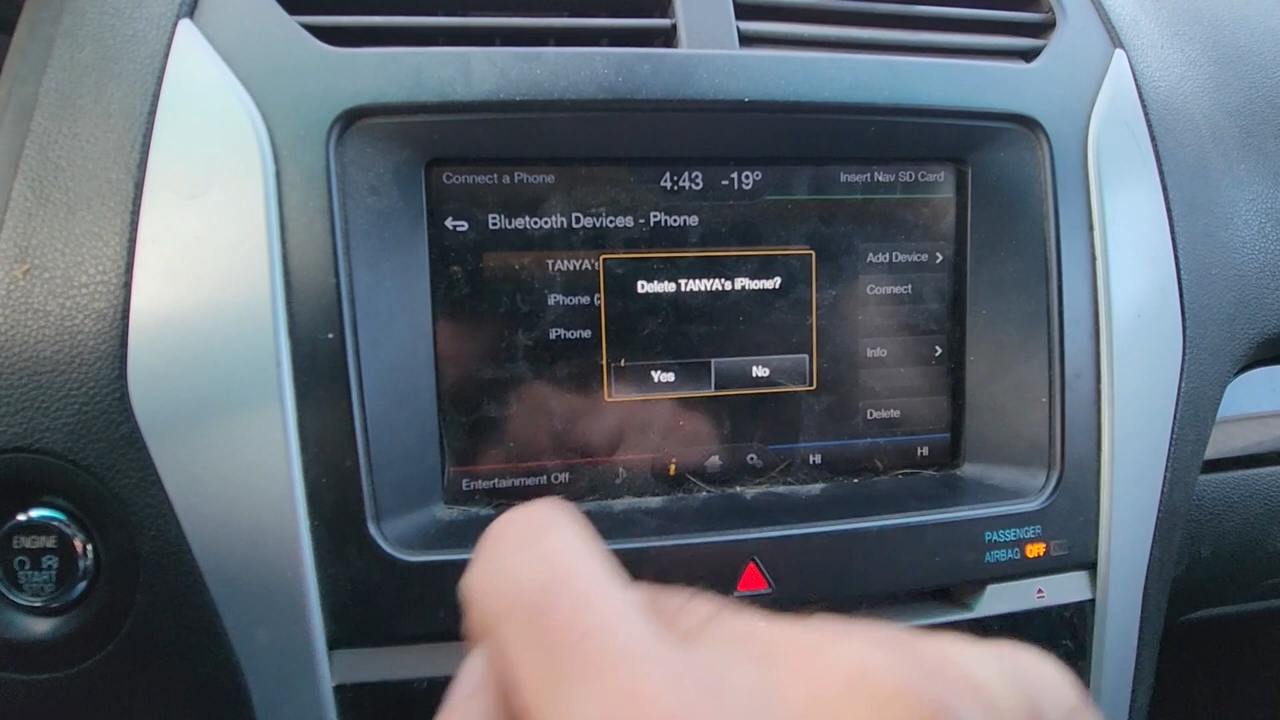 Connect a Phone
4:43 -19°
Insert Nav SD Card
Bluetooth Devices - Phone
TANYA's
iPhone
iPhone
Delete TANYA's iPhone?
Yes
No
Add Device
Connect
Info
Delete
Entertainment Off
HI
HI
ENGINE
START
STOP
PASSENGER
AIRBAG OFF